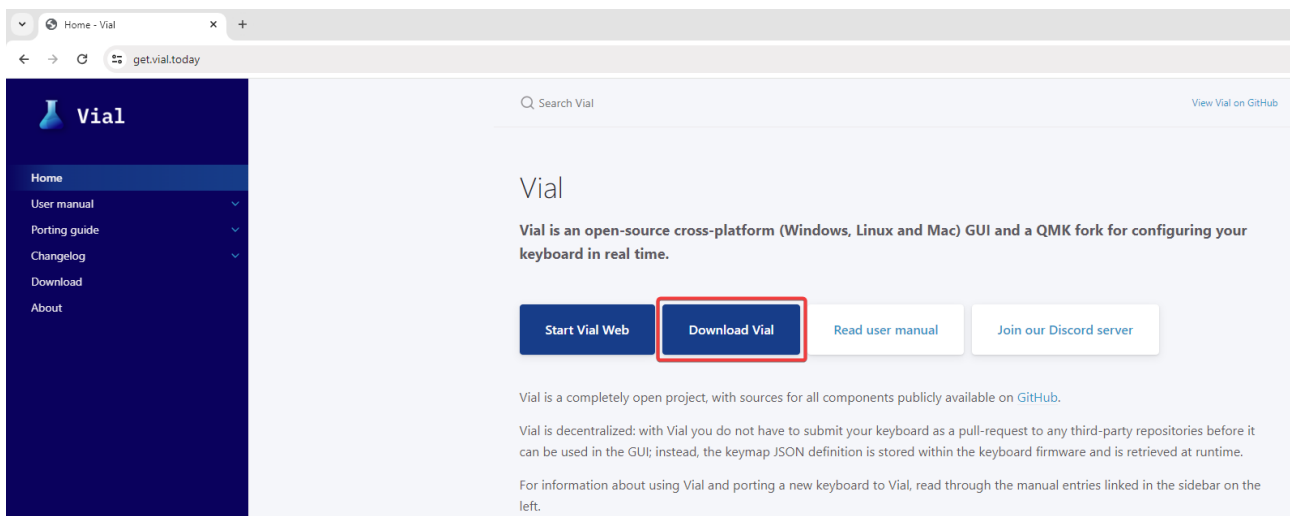 Home - Vial
get.vial.today
Vial
Search Vial
View Vial on GitHub
Home
User manual
Porting guide
Changelog
Download
About
Vial
Vial is an open-source cross-platform (Windows, Linux and Mac) GUI and a QMK fork for configuring your
keyboard in real time.
Start Vial Web
Download Vial
Read user manual
Join our Discord server
Vial is a completely open project, with sources for all components publicly available on GitHub.
Vial is decentralized: with Vial you do not have to submit your keyboard as a pull-request to any third-party repositories before it
can be used in the GUI; instead, the keymap JSON definition is stored within the keyboard firmware and is retrieved at runtime.
For information about using Vial and porting a new keyboard to Vial, read through the manual entries linked in the sidebar on the
left.